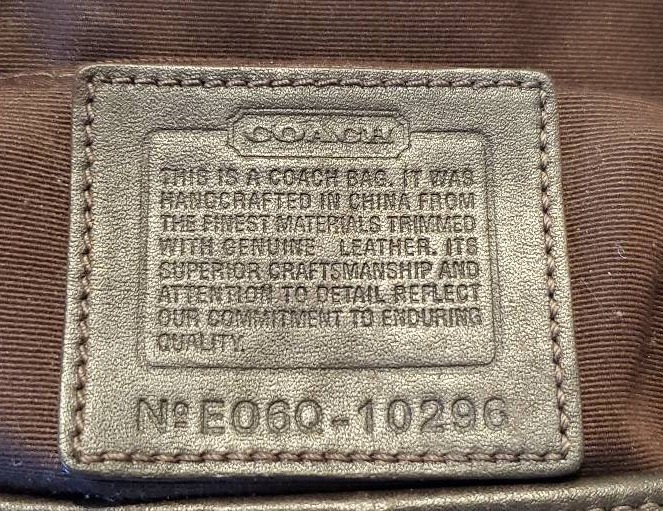 COACH
THIS IS A COACH BAG. IT WAS
HANDCRAFTED IN CHINA FROM
THE FINEST MATERIALS TRIMMED
WITH GENUINE LEATHER. ITS
SUPERIOR CRAFTSMANSHIP AND
ATTENTION TO DETAIL REFLECT
OUR COMMITMENT TO ENDURING
QUALITY.
Nº E06Q-10296